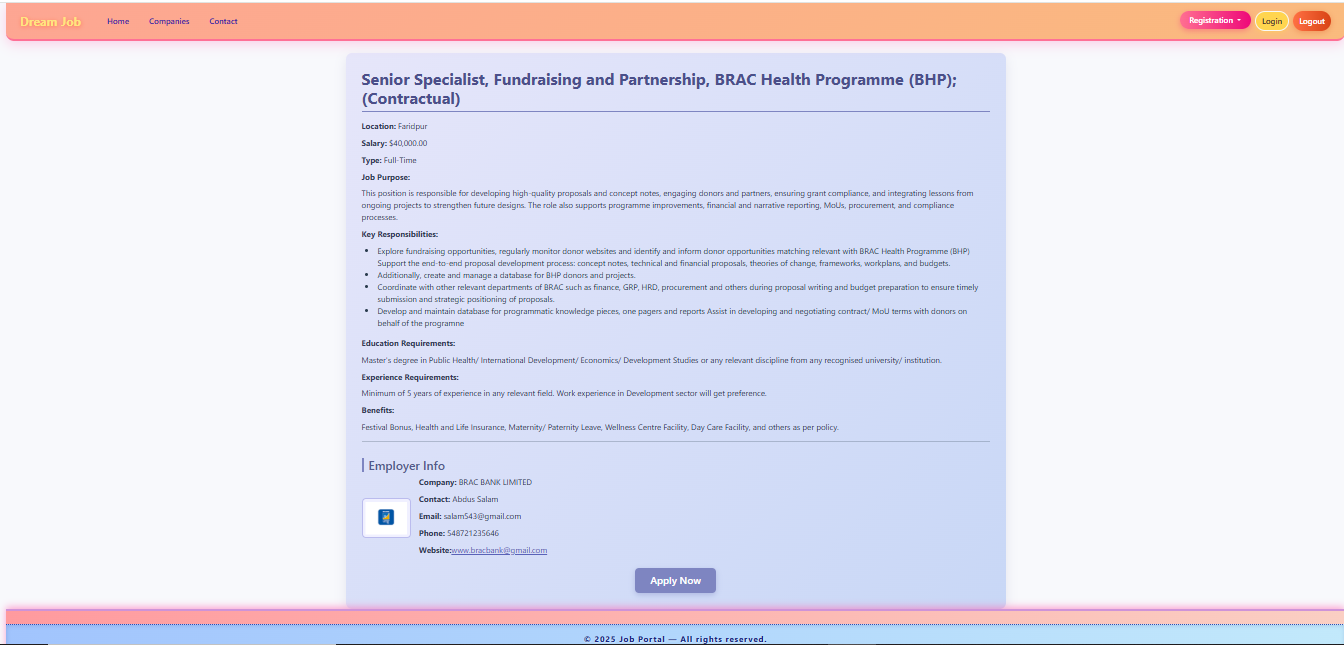 Dream Job Home Companies Contact Registration Login Logout
Senior Specialist, Fundraising and Partnership, BRAC Health Programme (BHP);
(Contractual)
Location: Faridpur
Salary: $40,000.00
Type: Full-Time
Job Purpose:
This position is responsible for developing high-quality proposals and concept notes, engaging donors and partners, ensuring grant compliance, and integrating lessons from
ongoing projects to strengthen future designs. The role also supports programme improvements, financial and narrative reporting, MoUs, procurement, and compliance
processes.
Key Responsibilities:
• Explore fundraising opportunities, regularly monitor donor websites and identify and inform donor opportunities matching relevant with BRAC Health Programme (BHP)
Support the end-to-end proposal development process: concept notes, technical and financial proposals, theories of change, frameworks, workplans, and budgets.
• Additionally, create and manage a database for BHP donors and projects.
• Coordinate with other relevant departments of BRAC such as finance, GRP, HRD, procurement and others during proposal writing and budget preparation to ensure timely
submission and strategic positioning of proposals.
• Develop and maintain database for programmatic knowledge pieces, one pagers and reports Assist in developing and negotiating contract/ MoU terms with donors on
behalf of the programne
Education Requirements:
Master's degree in Public Health/ International Development/ Economics/ Development Studies or any relevant discipline from any recognised university/ institution.
Experience Requirements:
Minimum of 5 years of experience in any relevant field. Work experience in Development sector will get preference.
Benefits:
Festival Bonus, Health and Life Insurance, Maternity/ Paternity Leave, Wellness Centre Facility, Day Care Facility, and others as per policy.
Employer Info
Company: BRAC BANK LIMITED
Contact: Abdus Salam
Email: salam543@gmail.com
Phone: 548721235646
Website:www.bracbank@gmail.com
Apply Now
© 2025 Job Portal — All rights reserved.